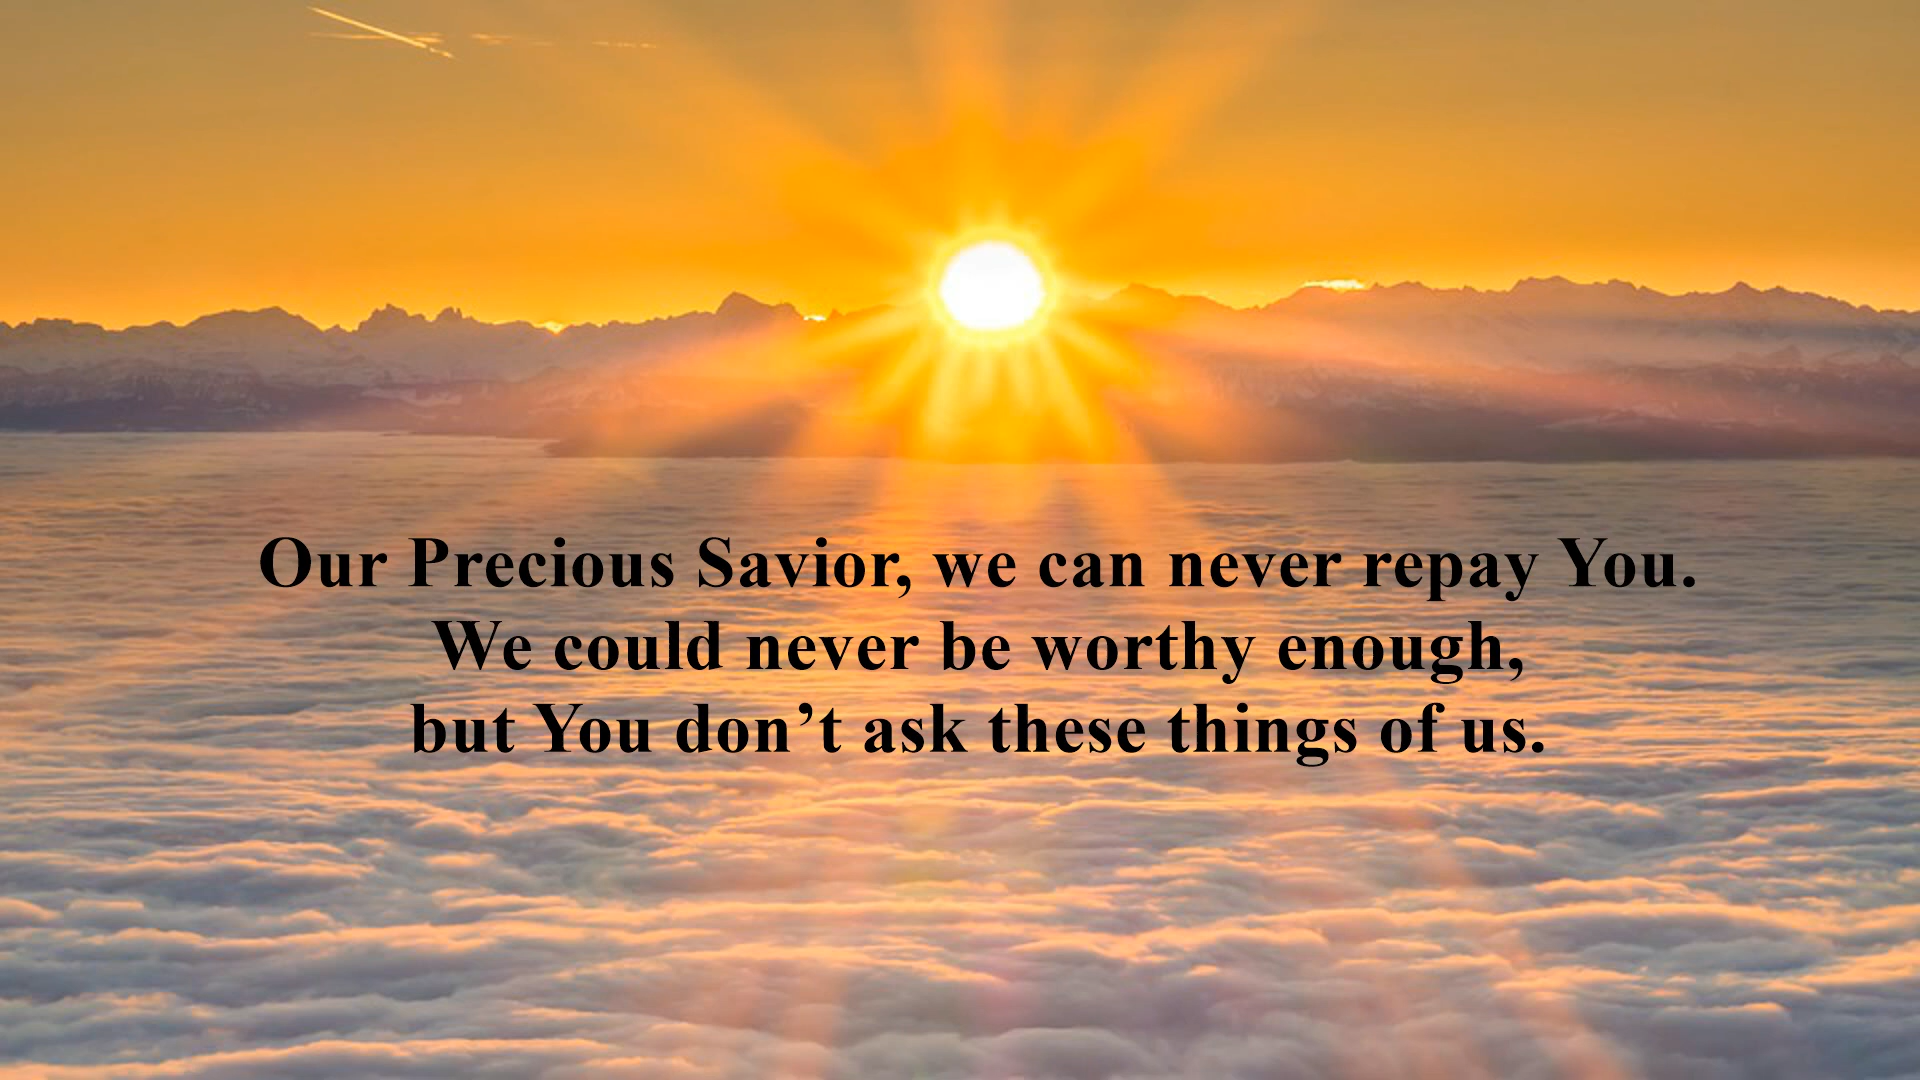 Our Precious Savior, we can never repay You.
We could never be worthy enough,
but You don’t ask these things of us.